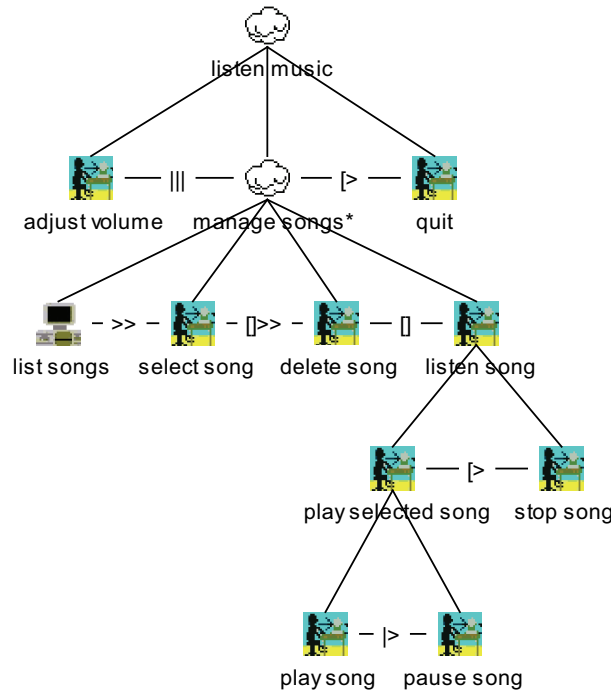 listen music
adjust volume ||| manage songs* [> quit
list songs >> select song []>> delete song [] listen song
play selected song [> stop song
play song |> pause song